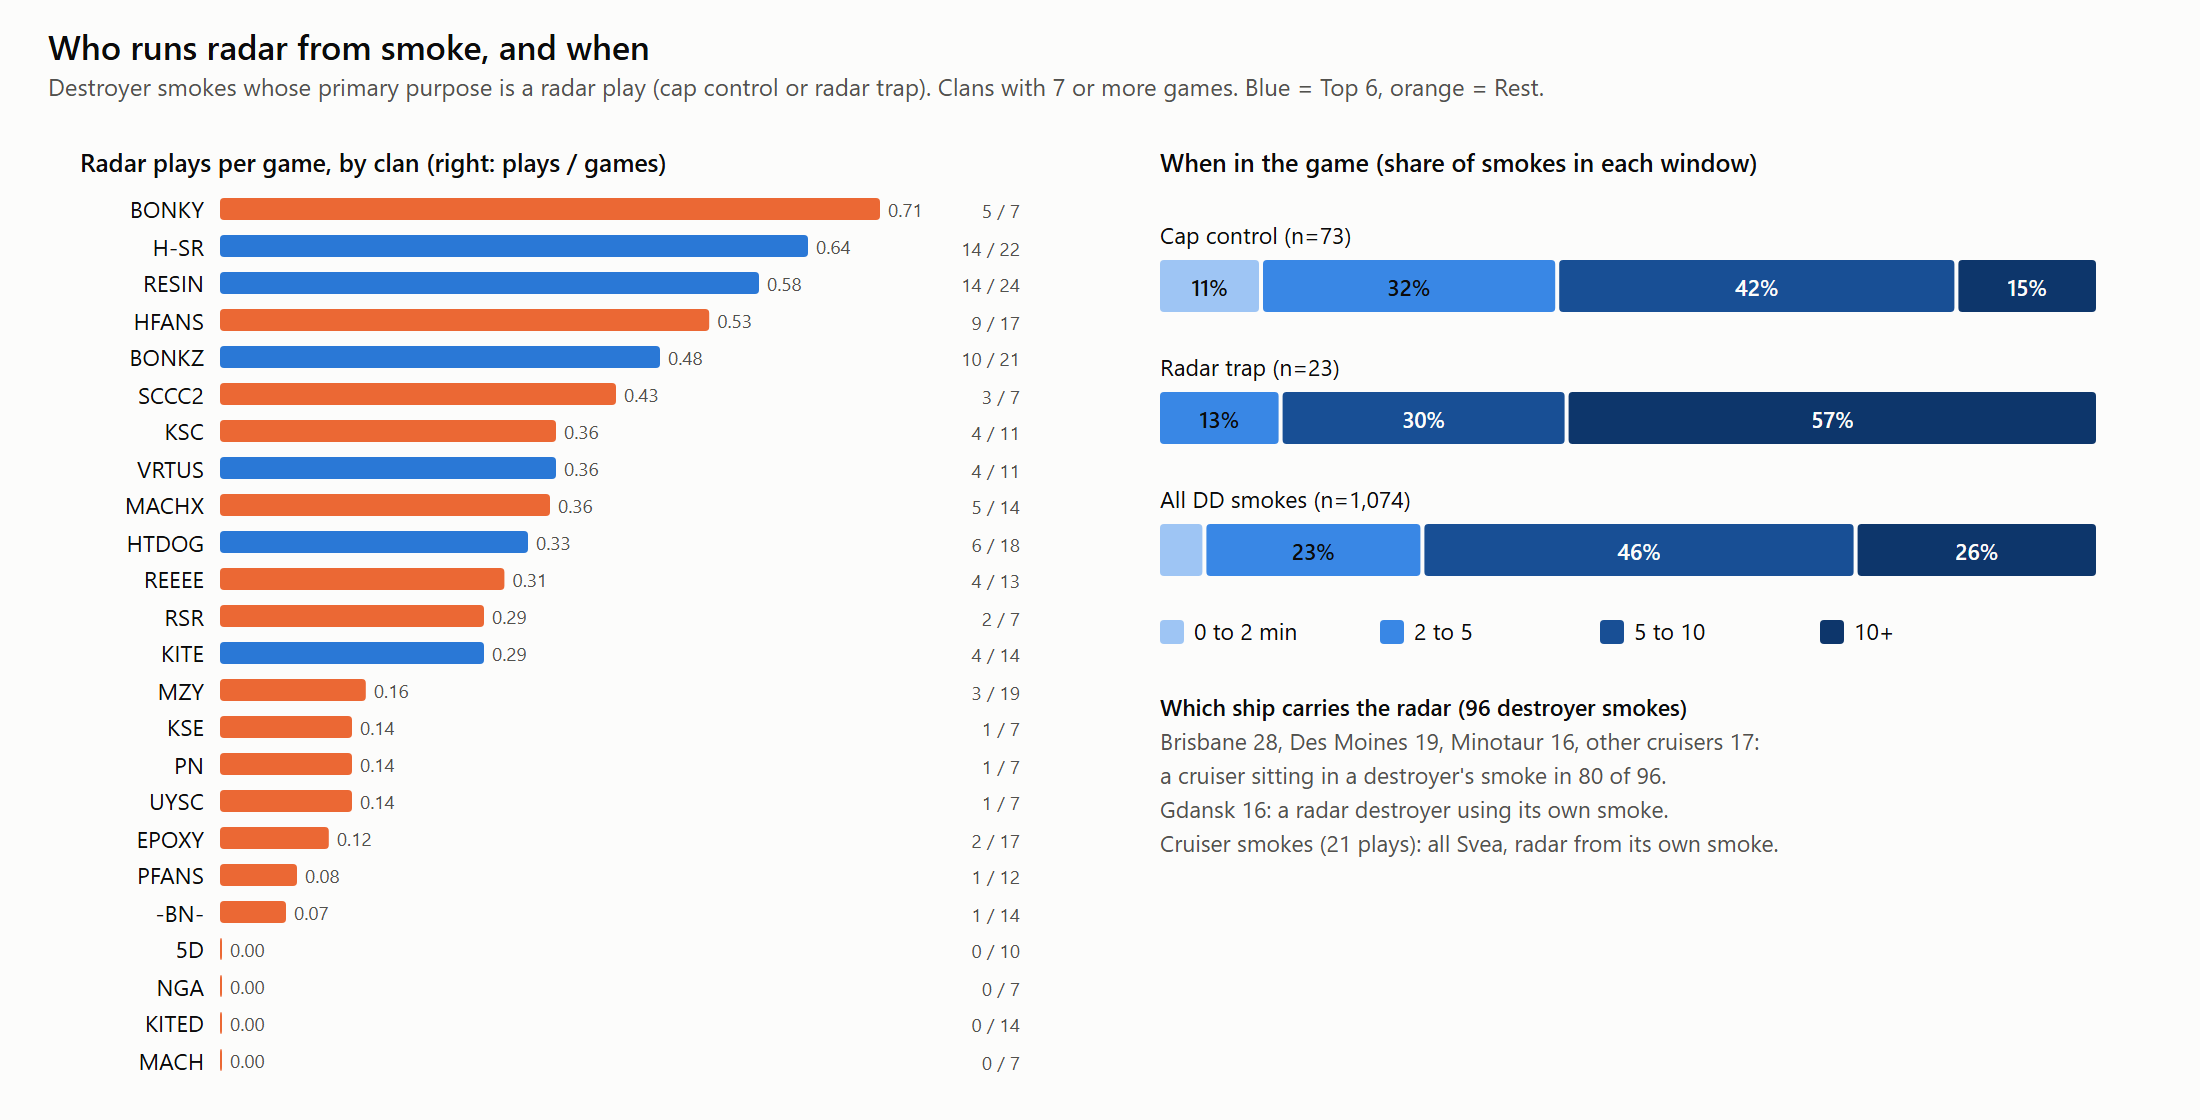 Who runs radar from smoke, and when
Destroyer smokes whose primary purpose is a radar play (cap control or radar trap). Clans with 7 or more games. Blue = Top 6, orange = Rest.
Radar plays per game, by clan (right: plays / games)
BONKY 0.71 5 / 7
H-SR 0.64 14 / 22
RESIN 0.58 14 / 24
HFANS 0.53 9 / 17
BONKZ 0.48 10 / 21
SCCC2 0.43 3 / 7
KSC 0.36 4 / 11
VRTUS 0.36 4 / 11
MACHX 0.36 5 / 14
HTDOG 0.33 6 / 18
REEEE 0.31 4 / 13
RSR 0.29 2 / 7
KITE 0.29 4 / 14
MZY 0.16 3 / 19
KSE 0.14 1 / 7
PN 0.14 1 / 7
UYSC 0.14 1 / 7
EPOXY 0.12 2 / 17
PFANS 0.08 1 / 12
-BN- 0.07 1 / 14
5D 0.00 0 / 10
NGA 0.00 0 / 7
KITED 0.00 0 / 14
MACH 0.00 0 / 7
When in the game (share of smokes in each window)
Cap control (n=73)
11% 32% 42% 15%
Radar trap (n=23)
13% 30% 57%
All DD smokes (n=1,074)
23% 46% 26%
0 to 2 min 2 to 5 5 to 10 10+
Which ship carries the radar (96 destroyer smokes)
Brisbane 28, Des Moines 19, Minotaur 16, other cruisers 17:
a cruiser sitting in a destroyer's smoke in 80 of 96.
Gdansk 16: a radar destroyer using its own smoke.
Cruiser smokes (21 plays): all Svea, radar from its own smoke.